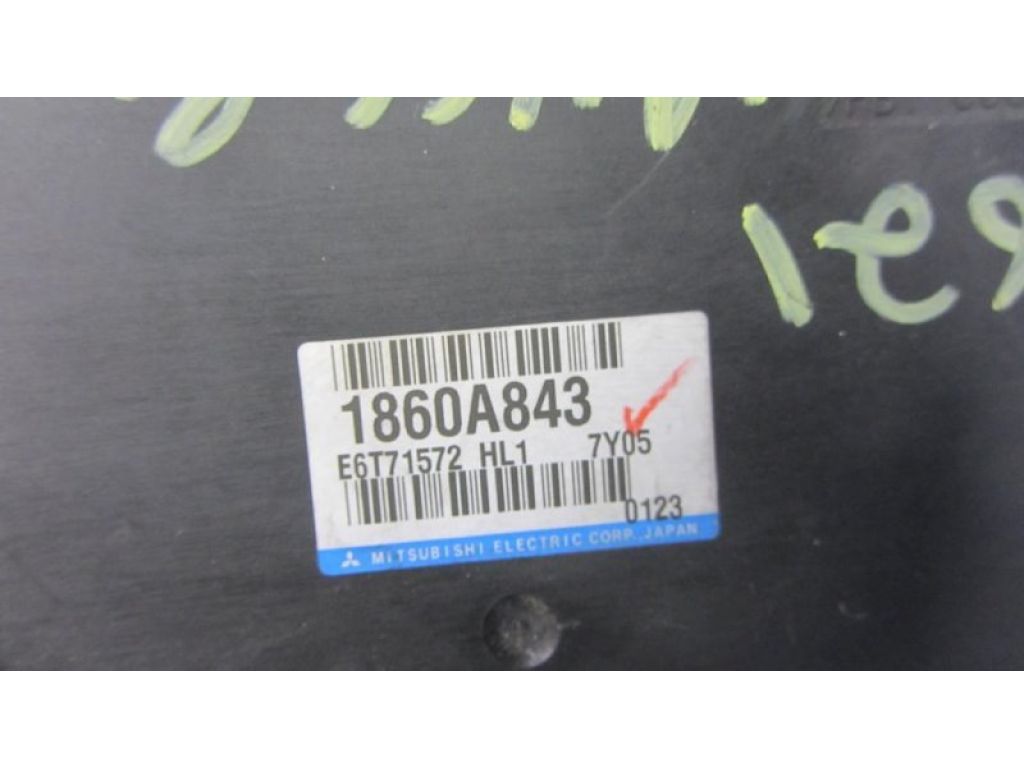 1860A843
E6T71572 HL1 7Y05
0123
MITSUBISHI ELECTRIC CORP., JAPAN